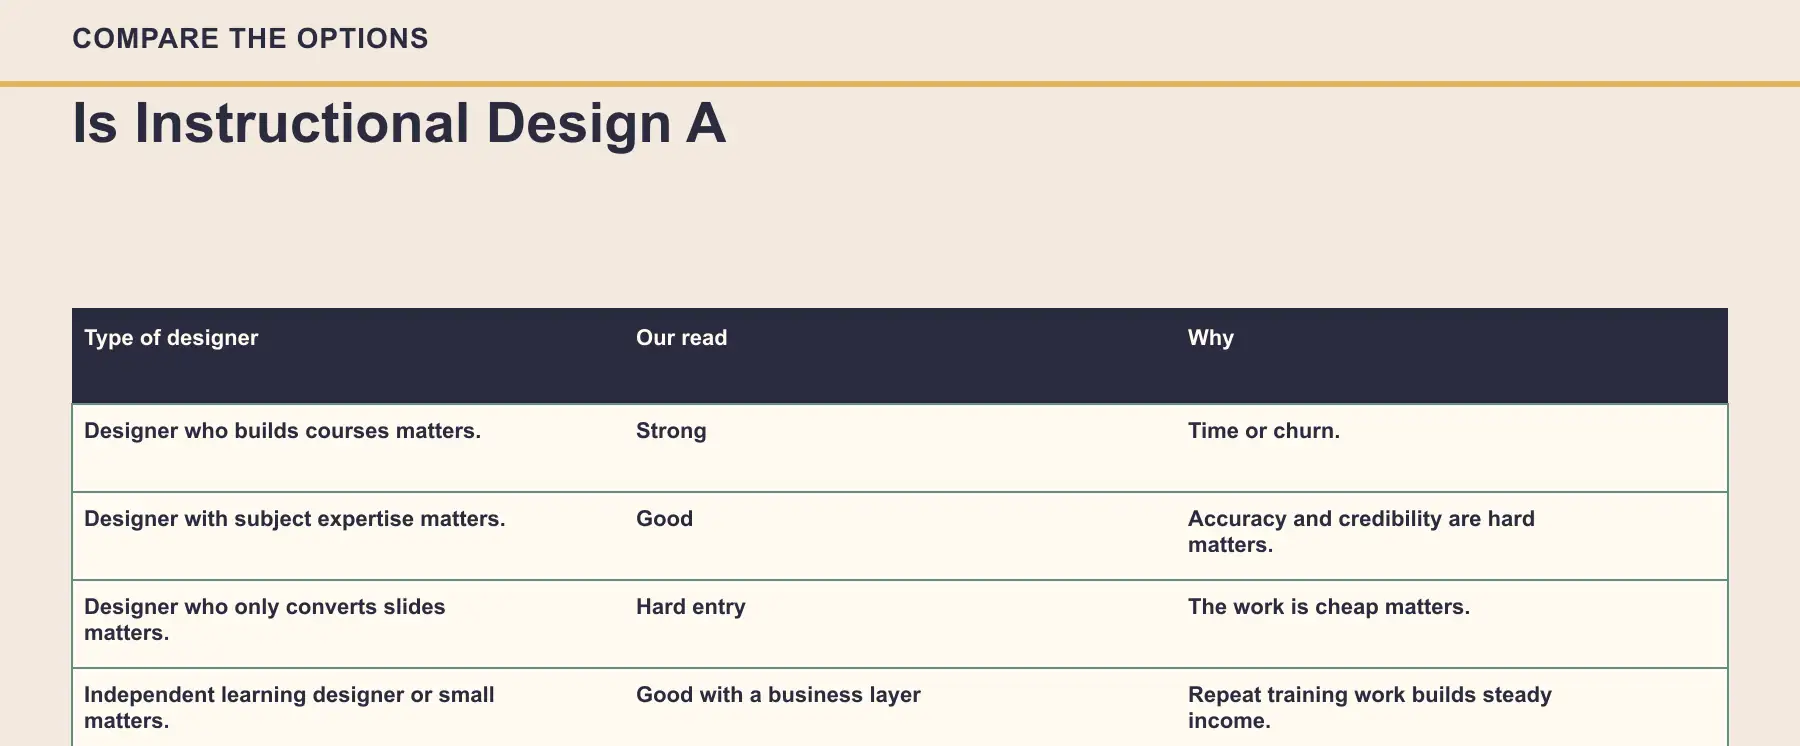 COMPARE THE OPTIONS
Is Instructional Design A
Type of designer
Our read
Why
Designer who builds courses matters.
Strong
Time or churn.
Designer with subject expertise matters.
Good
Accuracy and credibility are hard
matters.
Designer who only converts slides
matters.
Hard entry
The work is cheap matters.
Independent learning designer or small
matters.
Good with a business layer
Repeat training work builds steady
income.